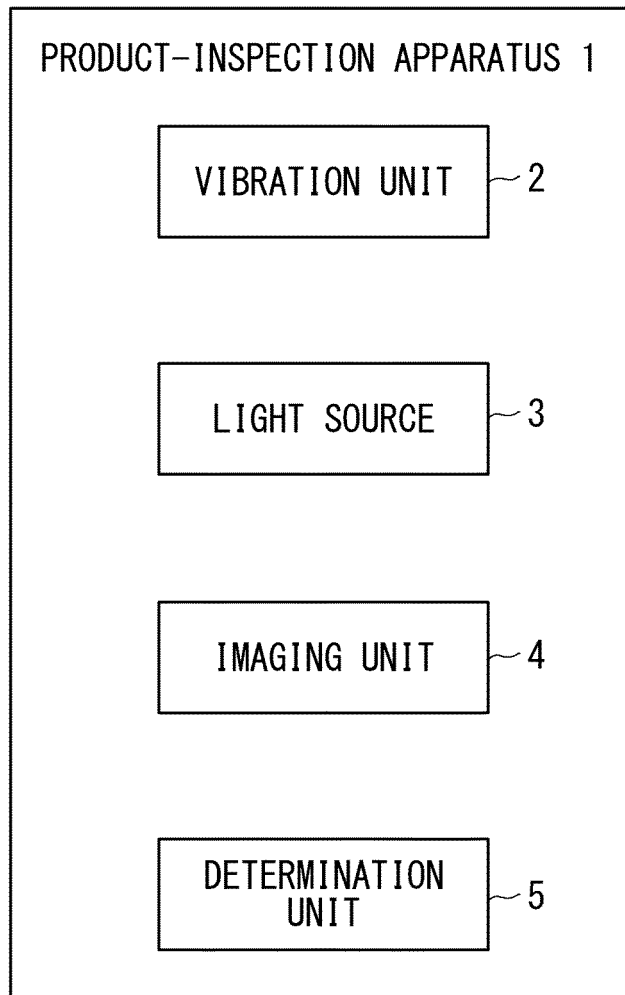 PRODUCT-INSPECTION APPARATUS 1
VIBRATION UNIT
2
LIGHT SOURCE
3
IMAGING UNIT
4
DETERMINATION
UNIT
5